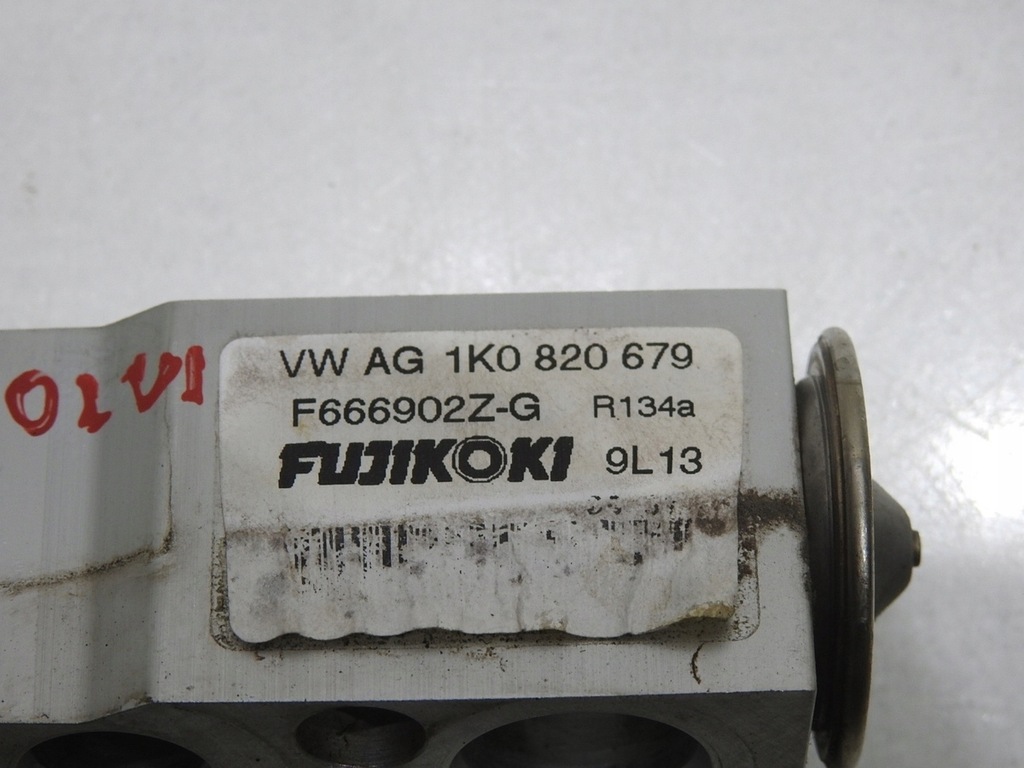 VW AG 1K0 820 679
F666902Z-G R134a
FUJIKOKI 9L13